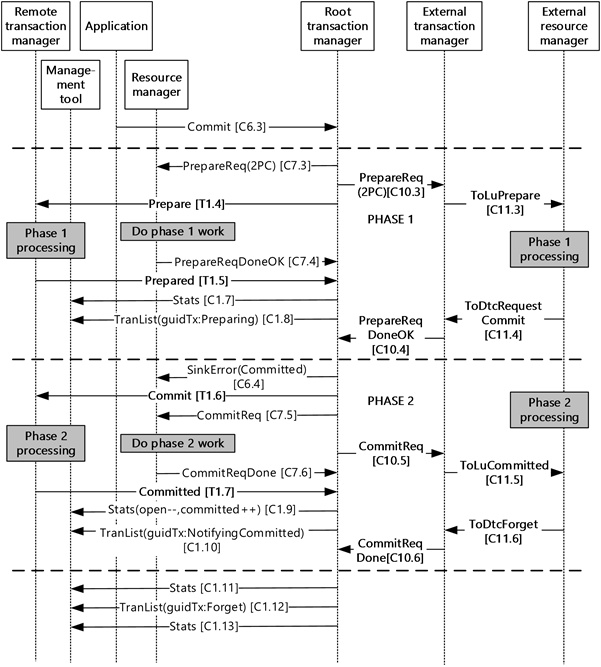 Remote
transaction
manager
Application
Root
transaction
manager
External
transaction
manager
External
resource
manager
Manage-
ment
tool
Resource
manager
Commit [C6.3]
PrepareReq(2PC) [C7.3]
PrepareReq
(2PC)[C10.3]
ToLuPrepare
[C11.3]
Prepare [T1.4]
PHASE 1
Phase 1
processing
Do phase 1 work
Phase 1
processing
PrepareReqDoneOK [C7.4]
Prepared [T1.5]
Stats [C1.7]
TranList(guidTx:Preparing) [C1.8]
PrepareReq
DoneOK
[C10.4]
ToDtcRequest
Commit
[C11.4]
SinkError(Committed)
[C6.4]
Commit [T1.6]
PHASE 2
CommitReq [C7.5]
Phase 2
processing
Phase 2
processing
Do phase 2 work
CommitReq
[C10.5]
ToLuCommitted
[C11.5]
CommitReqDone [C7.6]
Committed [T1.7]
Stats(open--,committed++) [C1.9]
TranList(guidTx:NotifyingCommitted)
[C1.10]
ToDtcForget
[C11.6]
CommitReq
Done[C10.6]
Stats [C1.11]
TranList(guidTx:Forget) [C1.12]
Stats [C1.13]